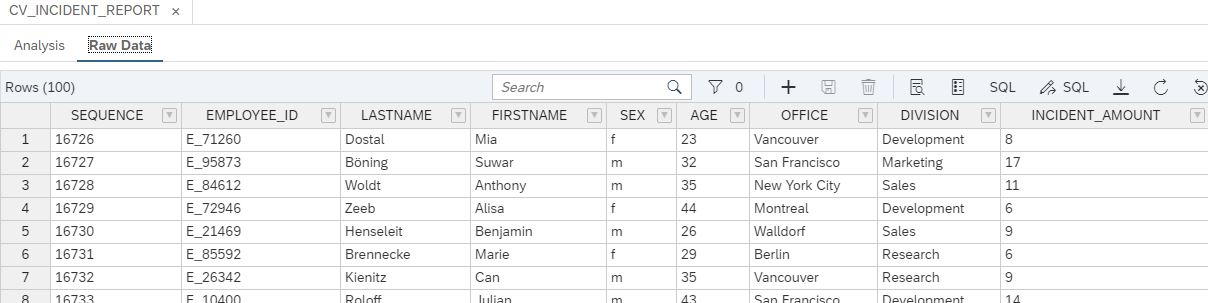 CV_INCIDENT_REPORT ×
Analysis Raw Data
Rows (100) Search 0 SQL SQL
SEQUENCE EMPLOYEE_ID LASTNAME FIRSTNAME SEX AGE OFFICE DIVISION INCIDENT_AMOUNT
1 16726 E_71260 Dostal Mia f 23 Vancouver Development 8
2 16727 E_95873 Böning Suwar m 32 San Francisco Marketing 17
3 16728 E_84612 Woldt Anthony m 35 New York City Sales 11
4 16729 E_72946 Zeeb Alisa f 44 Montreal Development 6
5 16730 E_21469 Henseleit Benjamin m 26 Walldorf Sales 9
6 16731 E_85592 Brennecke Marie f 29 Berlin Research 6
7 16732 E_26342 Kienitz Can m 35 Vancouver Research 9
8 16733 E_10400 Roloff Julian m 43 San Francisco Development 14